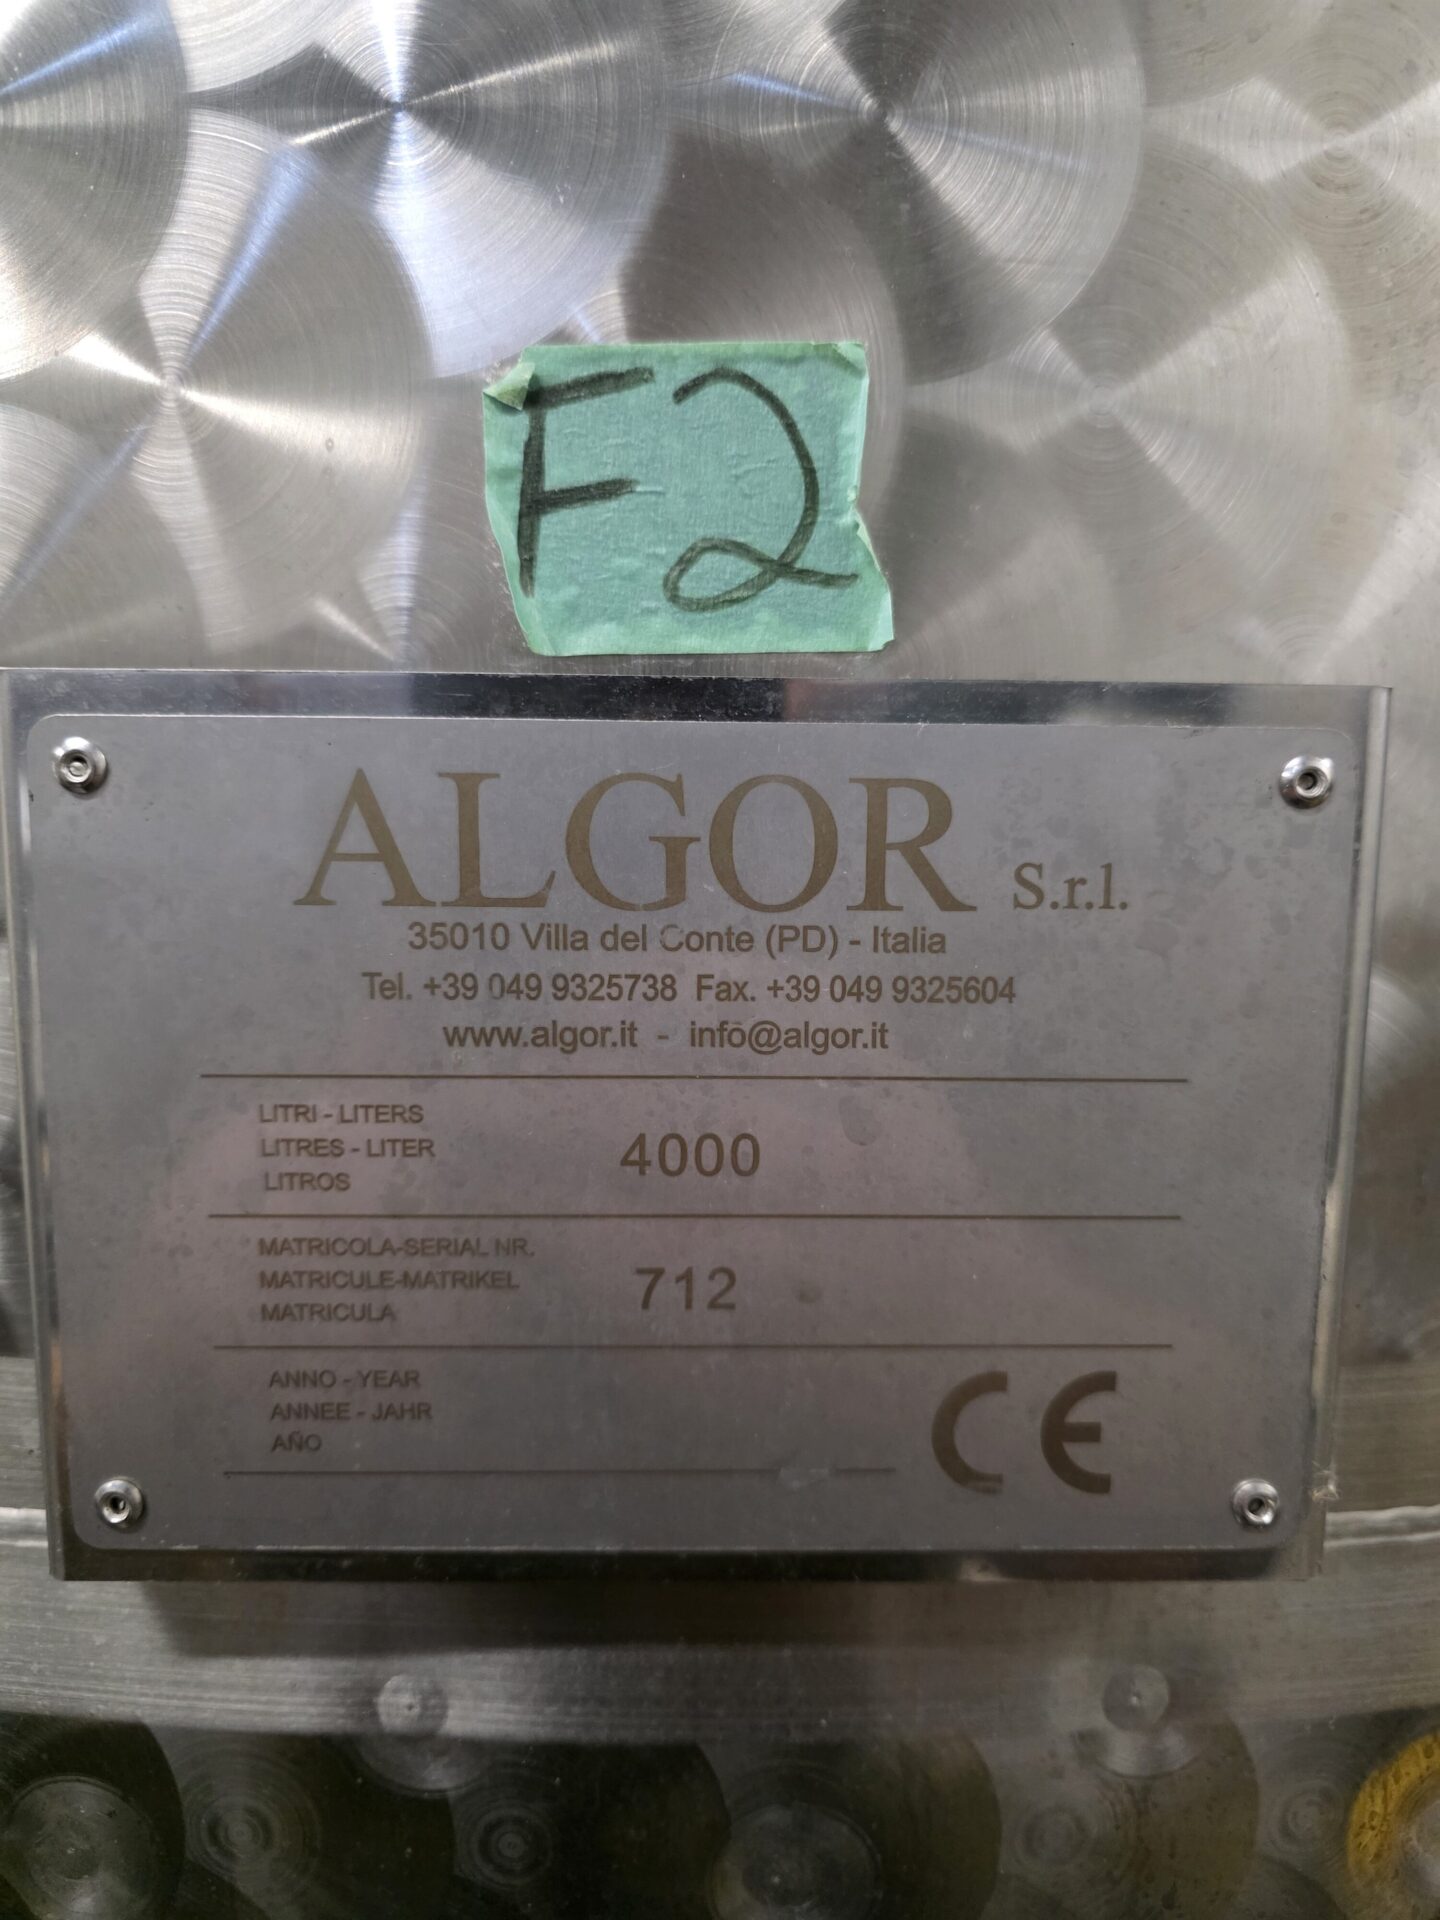 F2
ALGOR S.r.l.
35010 Villa del Conte (PD) - Italia
Tel. +39 049 9325738 Fax. +39 049 9325604
www.algor.it - info@algor.it
LITRI - LITERS
LITRES - LITER
LITROS
4000
MATRICOLA-SERIAL NR.
MATRICULE-MATRIKEL
MATRICULA
712
ANNO - YEAR
ANNEE - JAHR
AÑO
CE